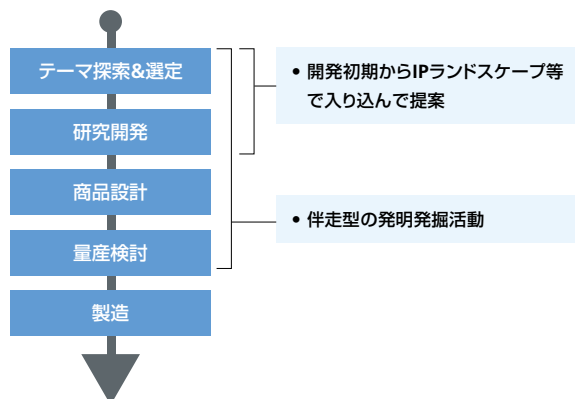 テーマ探索&選定
研究開発
商品設計
量産検討
製造
• 開発初期からIPランドスケープ等
で入り込んで提案
• 伴走型の発明発掘活動